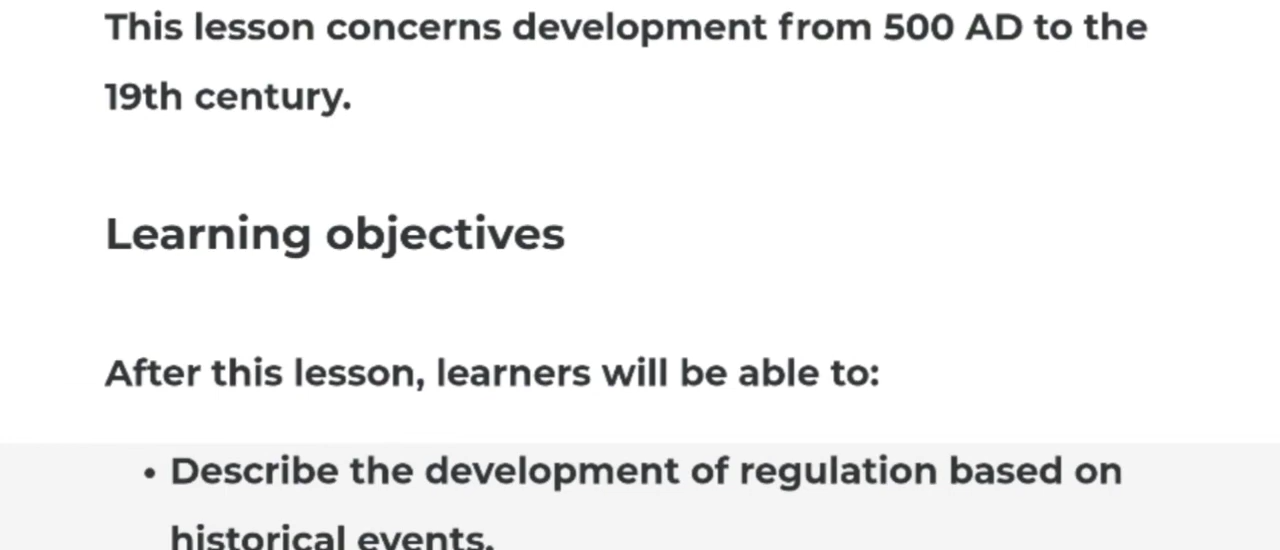 This lesson concerns development from 500 AD to the
19th century.
Learning objectives
After this lesson, learners will be able to:
• Describe the development of regulation based on
historical events.